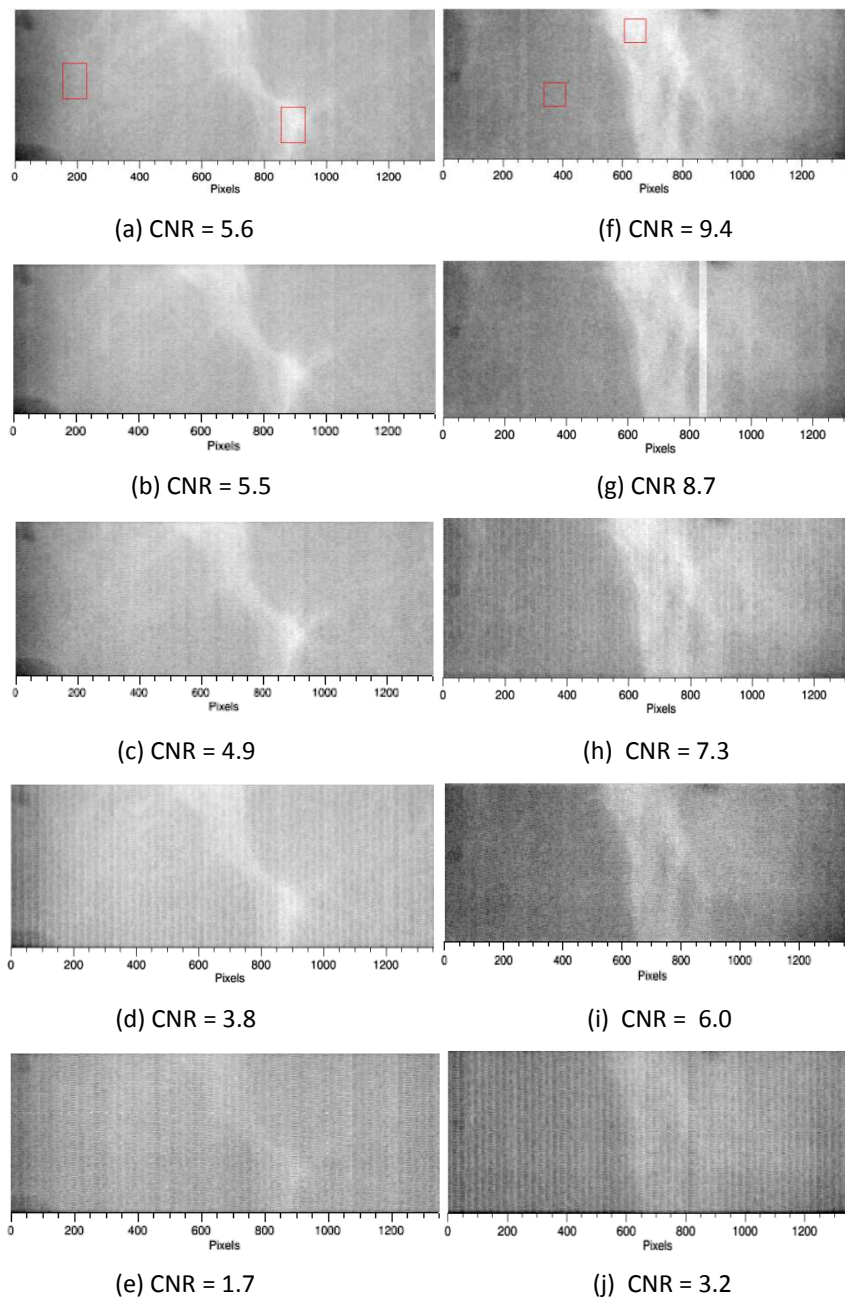 0 200 400 600 800 1000 1200
Pixels
(a) CNR = 5.6
0 200 400 600 800 1000 1200
Pixels
(f) CNR = 9.4
0 200 400 600 800 1000 1200
Pixels
(b) CNR = 5.5
0 200 400 600 800 1000 1200
Pixels
(g) CNR 8.7
0 200 400 600 800 1000 1200
Pixels
(c) CNR = 4.9
0 200 400 600 800 1000 1200
Pixels
(h) CNR = 7.3
0 200 400 600 800 1000 1200
Pixels
(d) CNR = 3.8
0 200 400 600 800 1000 1200
Pixels
(i) CNR = 6.0
0 200 400 600 800 1000 1200
Pixels
(e) CNR = 1.7
0 200 400 600 800 1000 1200
Pixels
(j) CNR = 3.2